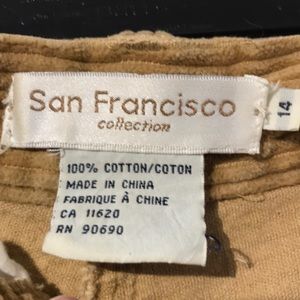 San Francisco
collection
14
100% COTTON/COTON
MADE IN CHINA
FABRIQUE À CHINE
CA 11620
RN 90690